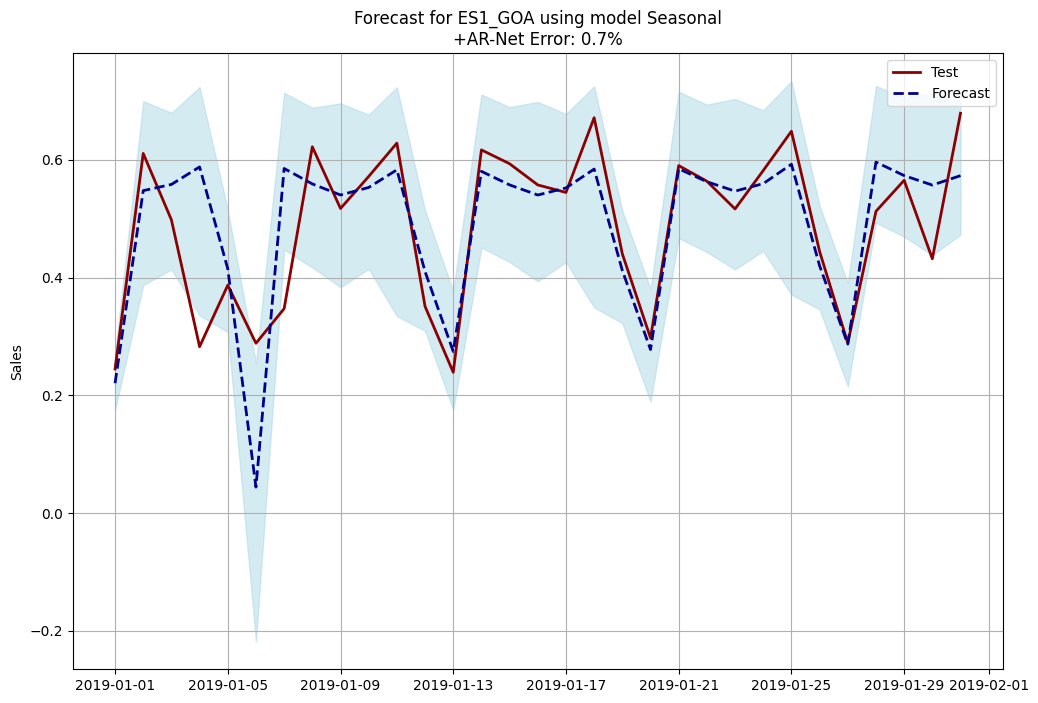 Forecast for ES1_GOA using model Seasonal
+AR-Net Error: 0.7%
Test
Forecast
Sales
0.6
0.4
0.2
0.0
−0.2
2019-01-01
2019-01-05
2019-01-09
2019-01-13
2019-01-17
2019-01-21
2019-01-25
2019-01-29
2019-02-01